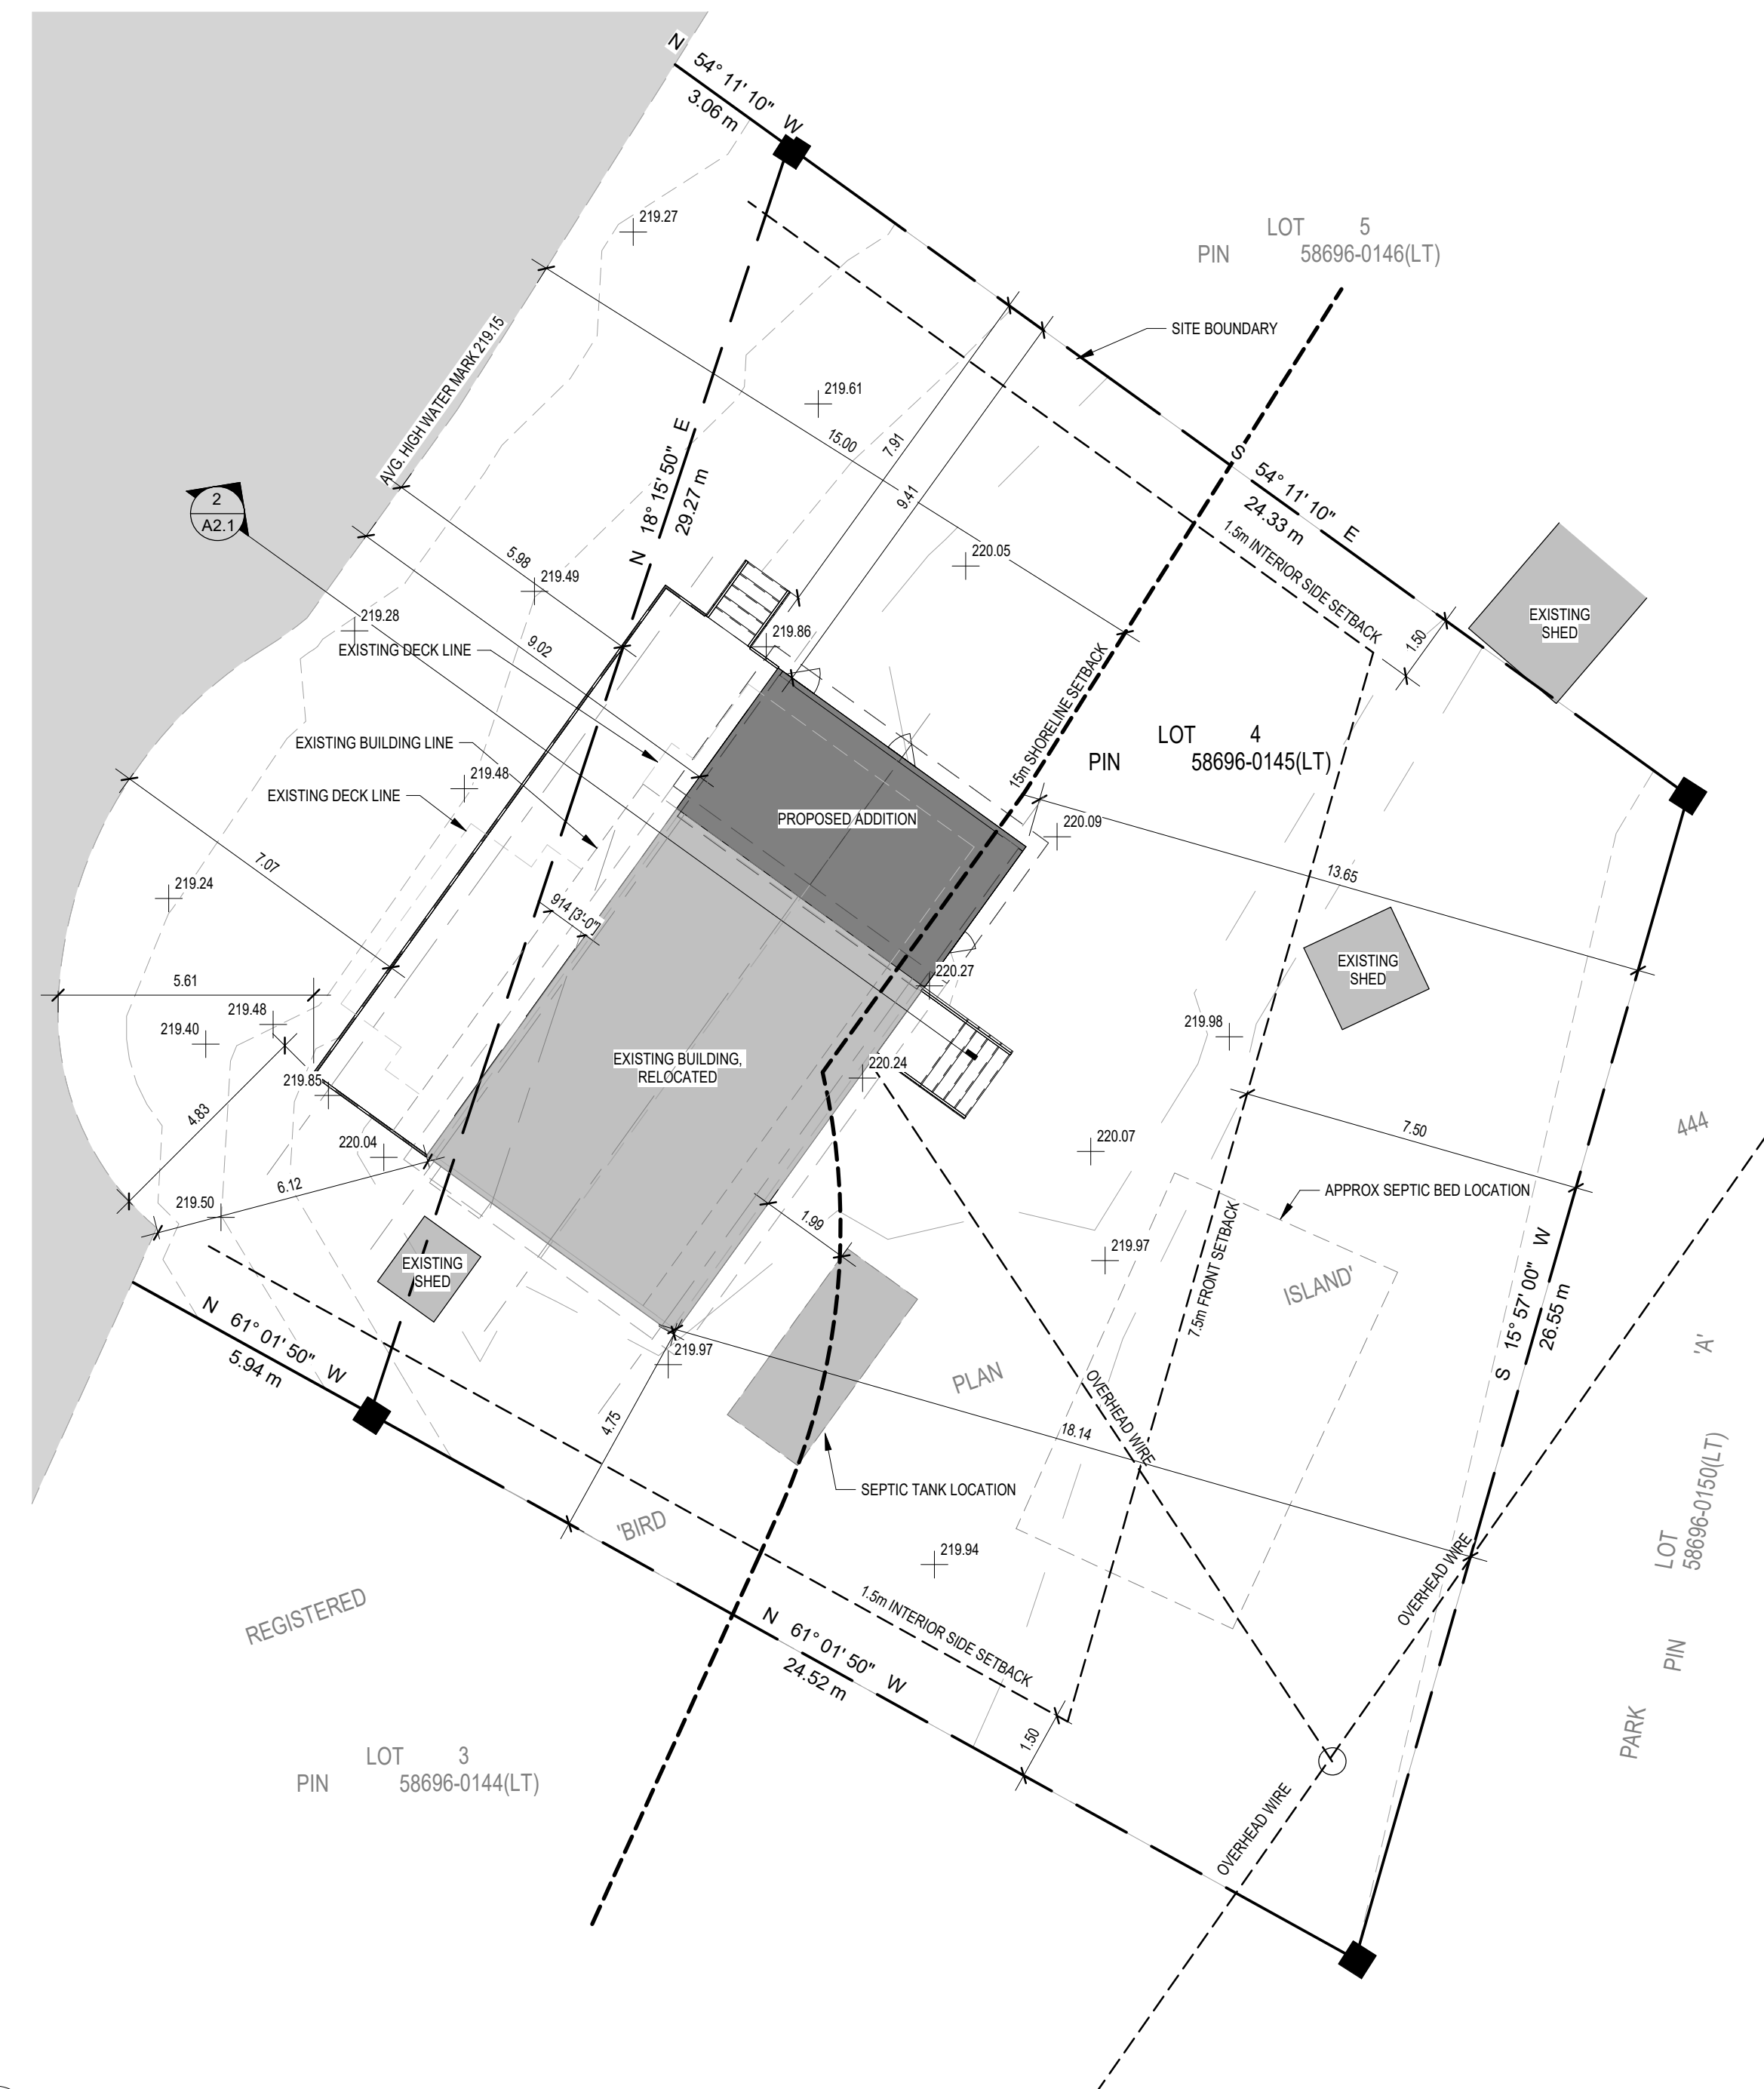 N 54° 11' 10" W
3.06 m
219.27
LOT 5
PIN 58696-0146(LT)
SITE BOUNDARY
AVG. HIGH WATER MARK 219.15
219.61
15.00
7.91
9.41
N 18° 15' 50" E
29.27 m
S 54° 11' 10" E
24.33 m
1.5m INTERIOR SIDE SETBACK
1.50
EXISTING
SHED
2
A2.1
5.98
219.49
220.05
219.28
9.02
219.86
EXISTING DECK LINE
15m SHORELINE SETBACK
LOT 4
PIN 58696-0145(LT)
EXISTING BUILDING LINE
219.48
EXISTING DECK LINE
PROPOSED ADDITION
220.09
7.07
13.65
219.24
914 [3'-0"]
EXISTING
SHED
220.27
5.61
219.48
219.40
219.98
EXISTING BUILDING,
RELOCATED
220.24
219.85
4.83
220.04
220.07
7.50
444
6.12
219.50
1.99
APPROX SEPTIC BED LOCATION
EXISTING
SHED
219.97
ISLAND'
7.5m FRONT SETBACK
S 15° 57' 00" W
26.55 m
N 61° 01' 50" W
5.94 m
219.97
PLAN
'A'
OVERHEAD WIRE
4.75
18.14
SEPTIC TANK LOCATION
'BIRD
219.94
OVERHEAD WIRE
LOT
58696-0150(LT)
PIN
PARK
REGISTERED
1.5m INTERIOR SIDE SETBACK
N 61° 01' 50" W
24.52 m
1.50
LOT 3
PIN 58696-0144(LT)
OVERHEAD WIRE